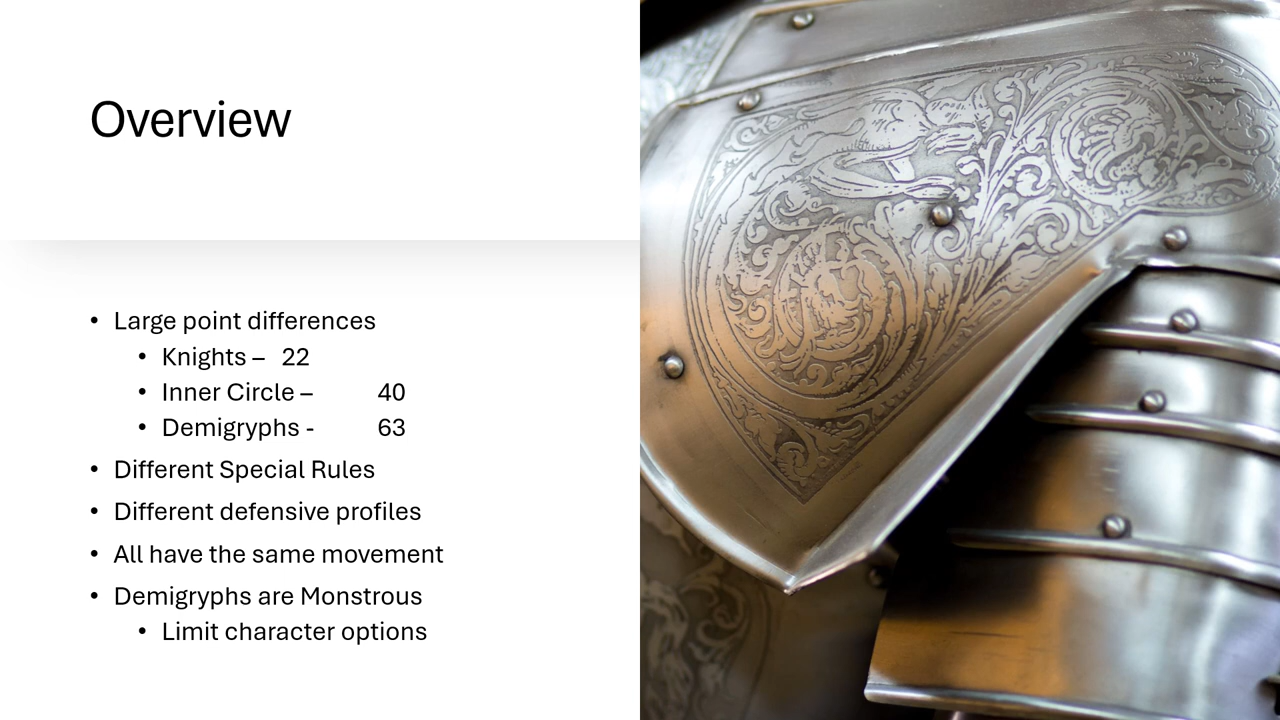 Overview
• Large point differences
• Knights – 22
• Inner Circle – 40
• Demigryphs - 63
• Different Special Rules
• Different defensive profiles
• All have the same movement
• Demigryphs are Monstrous
• Limit character options